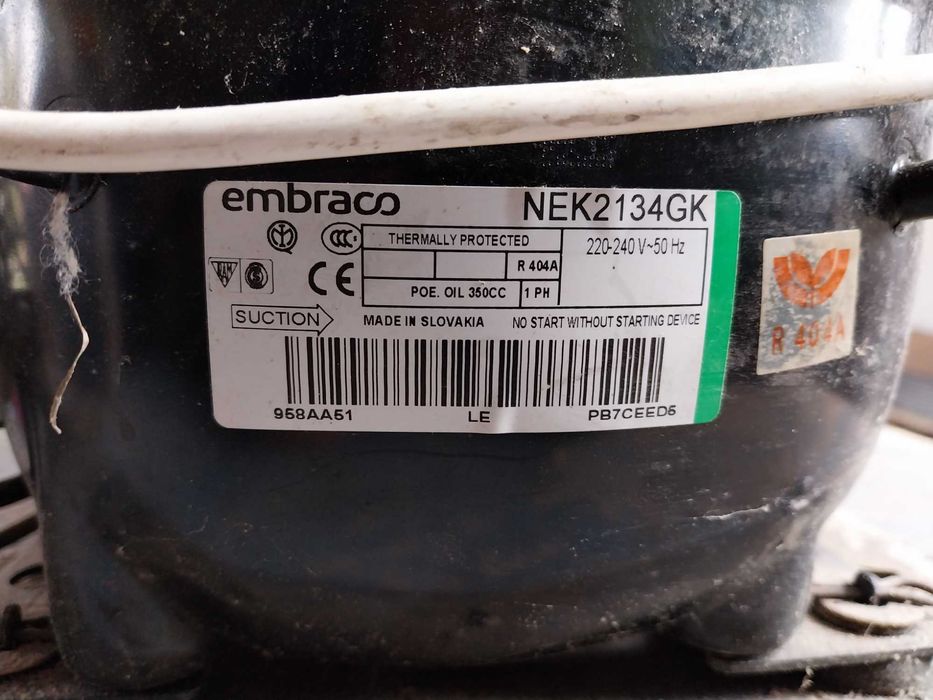 embraco
NEK2134GK
THERMALLY PROTECTED
220-240 V~50 Hz
R 404A
POE. OIL 350CC
1 PH
CE
SUCTION
MADE IN SLOVAKIA
NO START WITHOUT STARTING DEVICE
958AA51
LE
PB7CEED5
R 404A